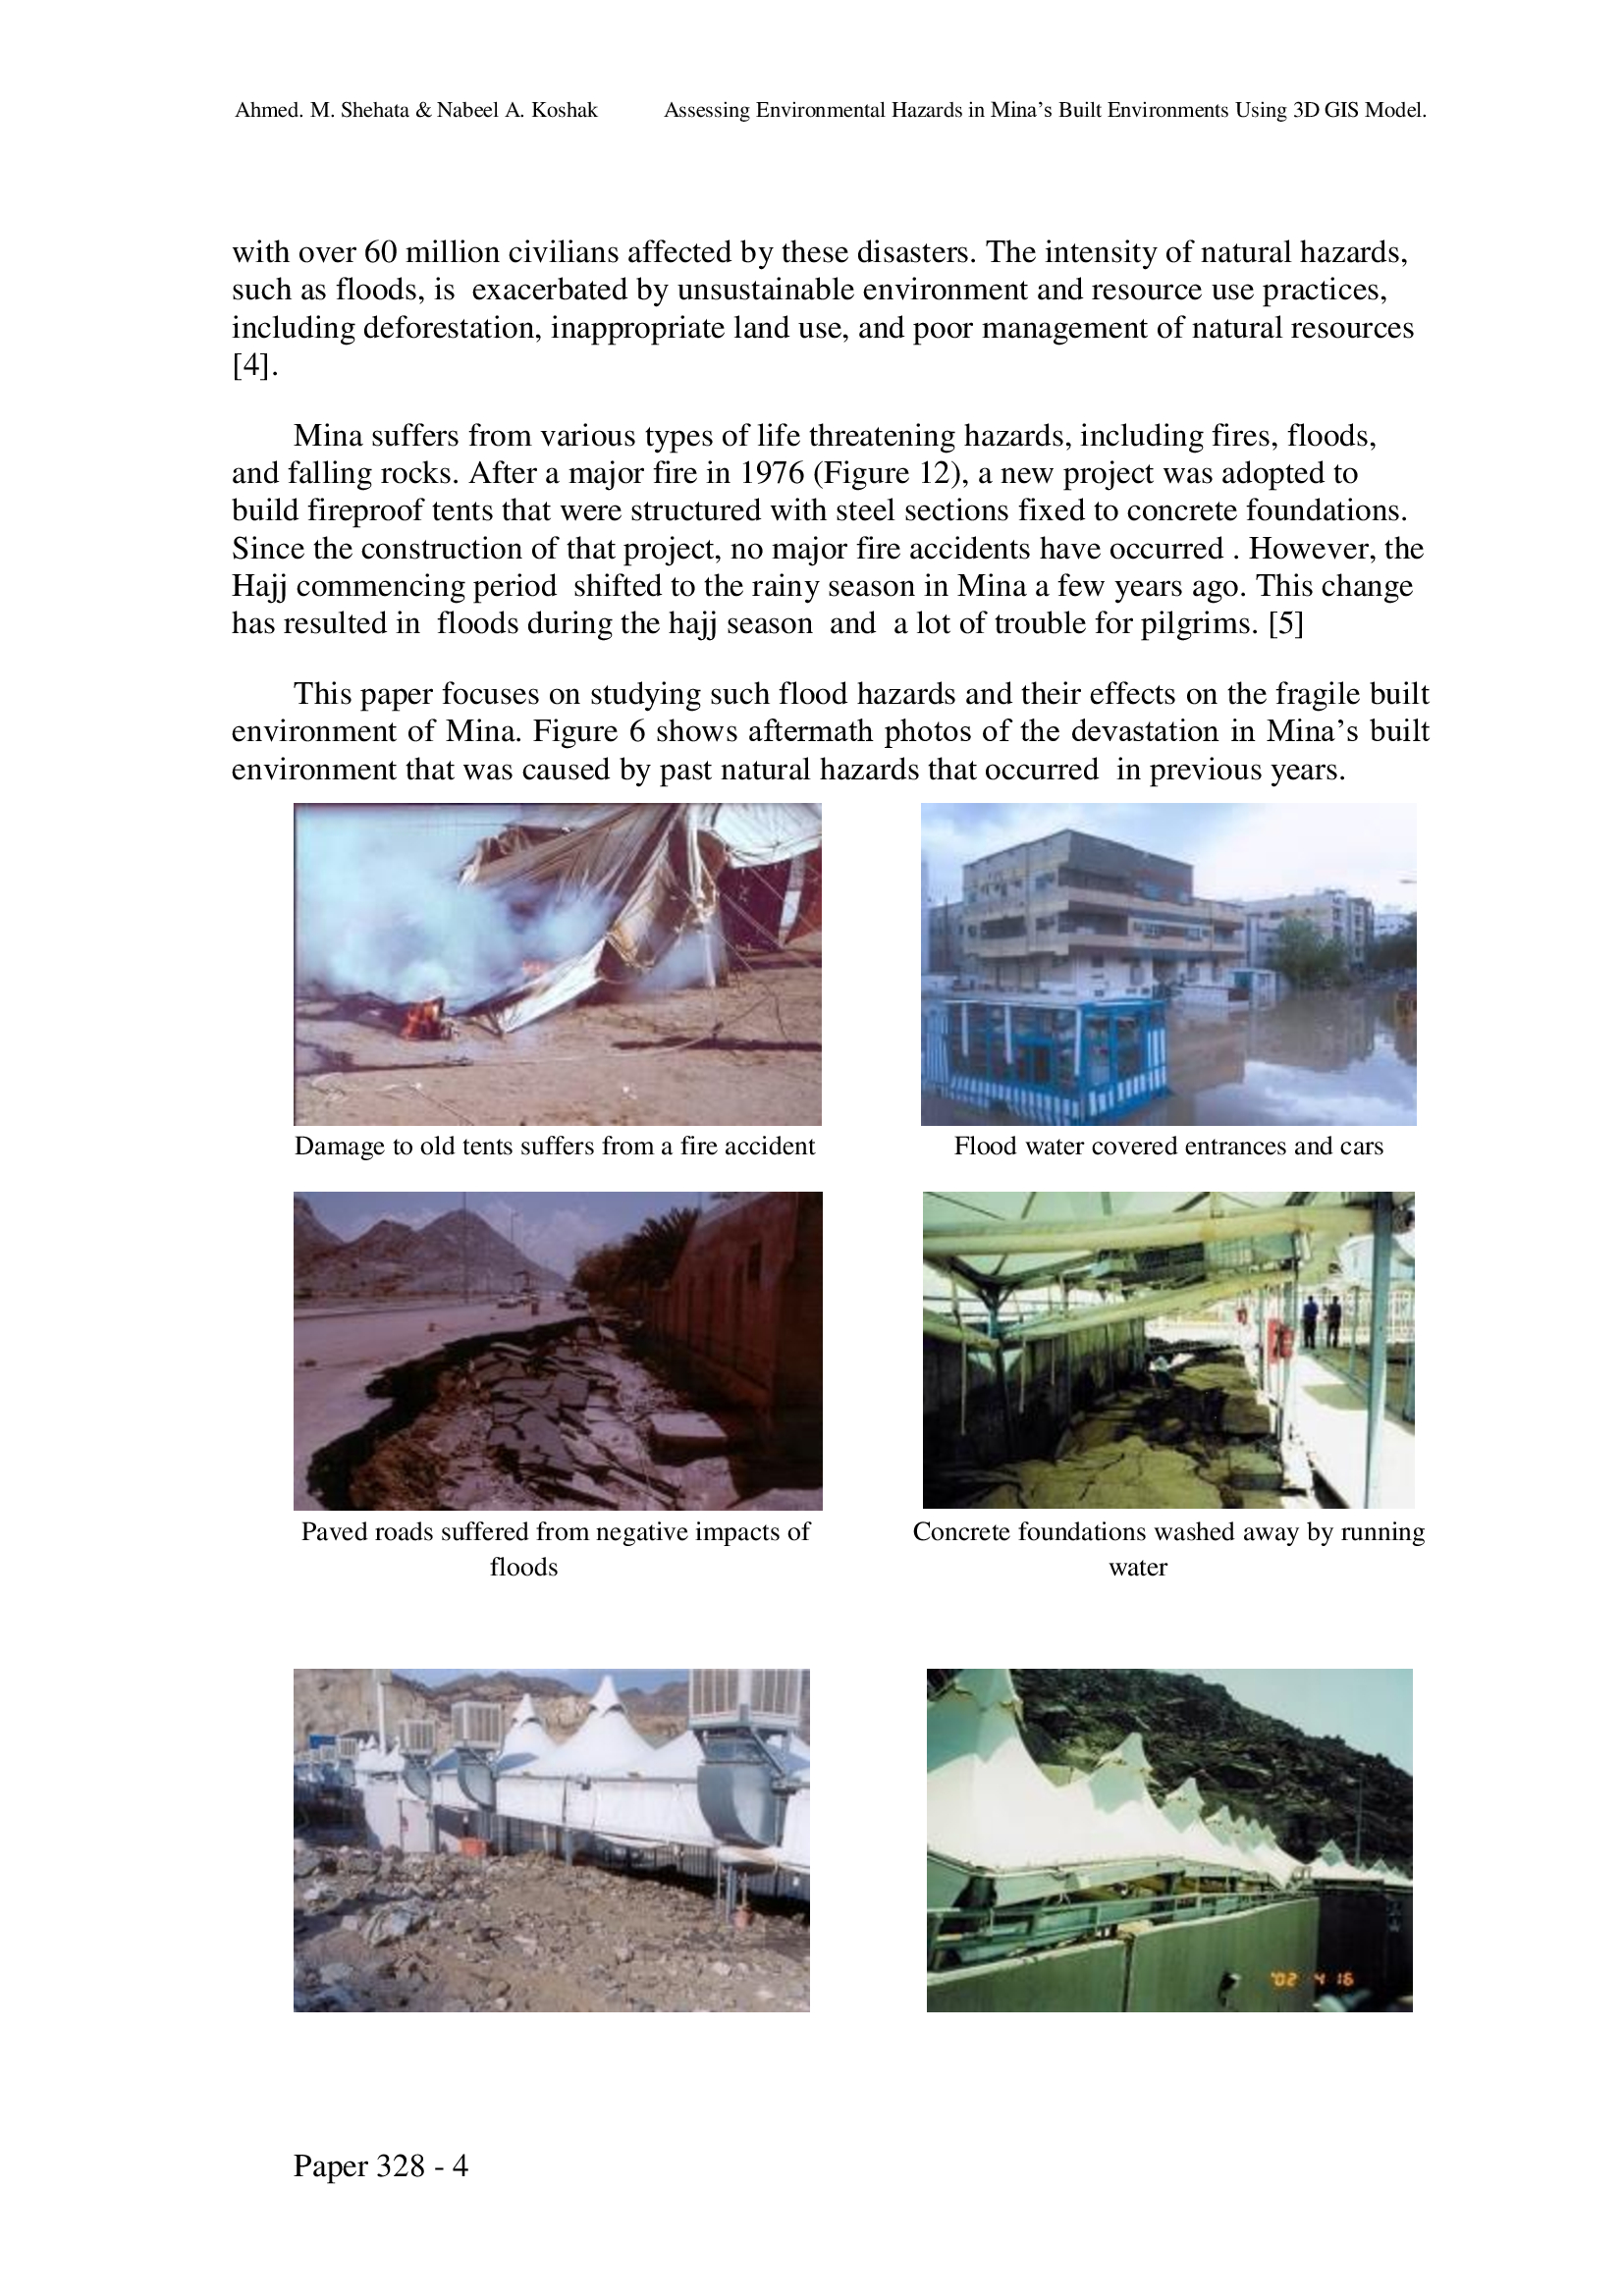 Ahmed. M. Shehata & Nabeel A. Koshak Assessing Environmental Hazards in Mina's Built Environments Using 3D GIS Model.
with over 60 million civilians affected by these disasters. The intensity of natural hazards,
such as floods, is exacerbated by unsustainable environment and resource use practices,
including deforestation, inappropriate land use, and poor management of natural resources
[4].
Mina suffers from various types of life threatening hazards, including fires, floods,
and falling rocks. After a major fire in 1976 (Figure 12), a new project was adopted to
build fireproof tents that were structured with steel sections fixed to concrete foundations.
Since the construction of that project, no major fire accidents have occurred . However, the
Hajj commencing period shifted to the rainy season in Mina a few years ago. This change
has resulted in floods during the hajj season and a lot of trouble for pilgrims. [5]
This paper focuses on studying such flood hazards and their effects on the fragile built
environment of Mina. Figure 6 shows aftermath photos of the devastation in Mina's built
environment that was caused by past natural hazards that occurred in previous years.
Damage to old tents suffers from a fire accident
Flood water covered entrances and cars
Paved roads suffered from negative impacts of
floods
Concrete foundations washed away by running
water
'02 4 16
Paper 328 - 4